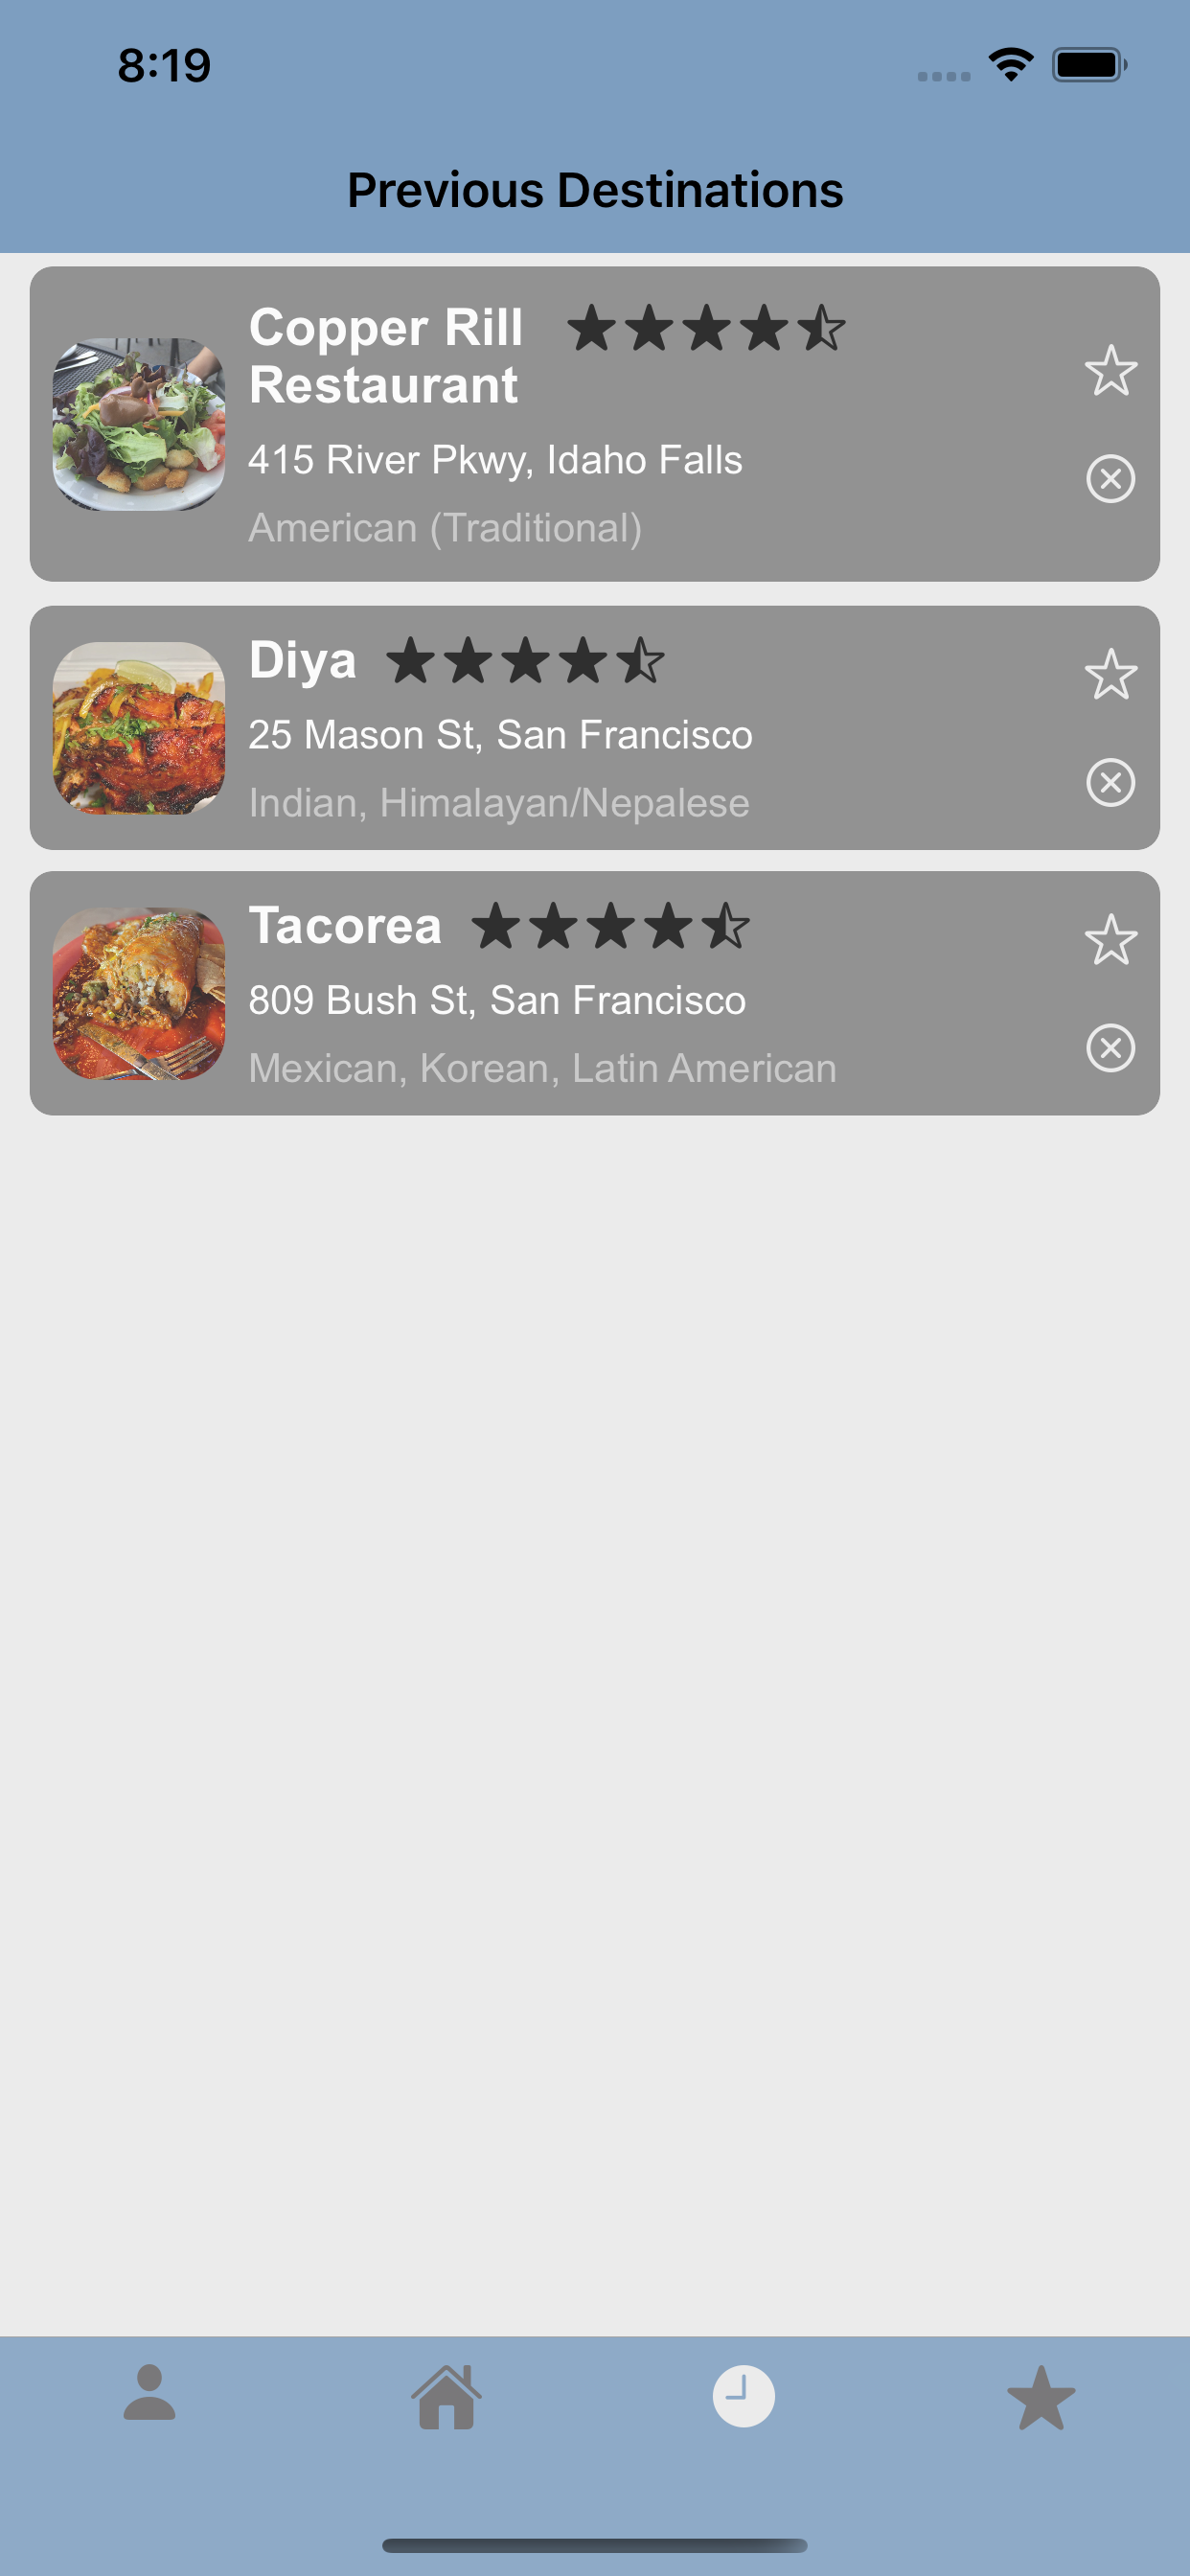 8:19
Previous Destinations
Copper Rill
Restaurant
415 River Pkwy, Idaho Falls
American (Traditional)
Diya
25 Mason St, San Francisco
Indian, Himalayan/Nepalese
Tacorea
809 Bush St, San Francisco
Mexican, Korean, Latin American